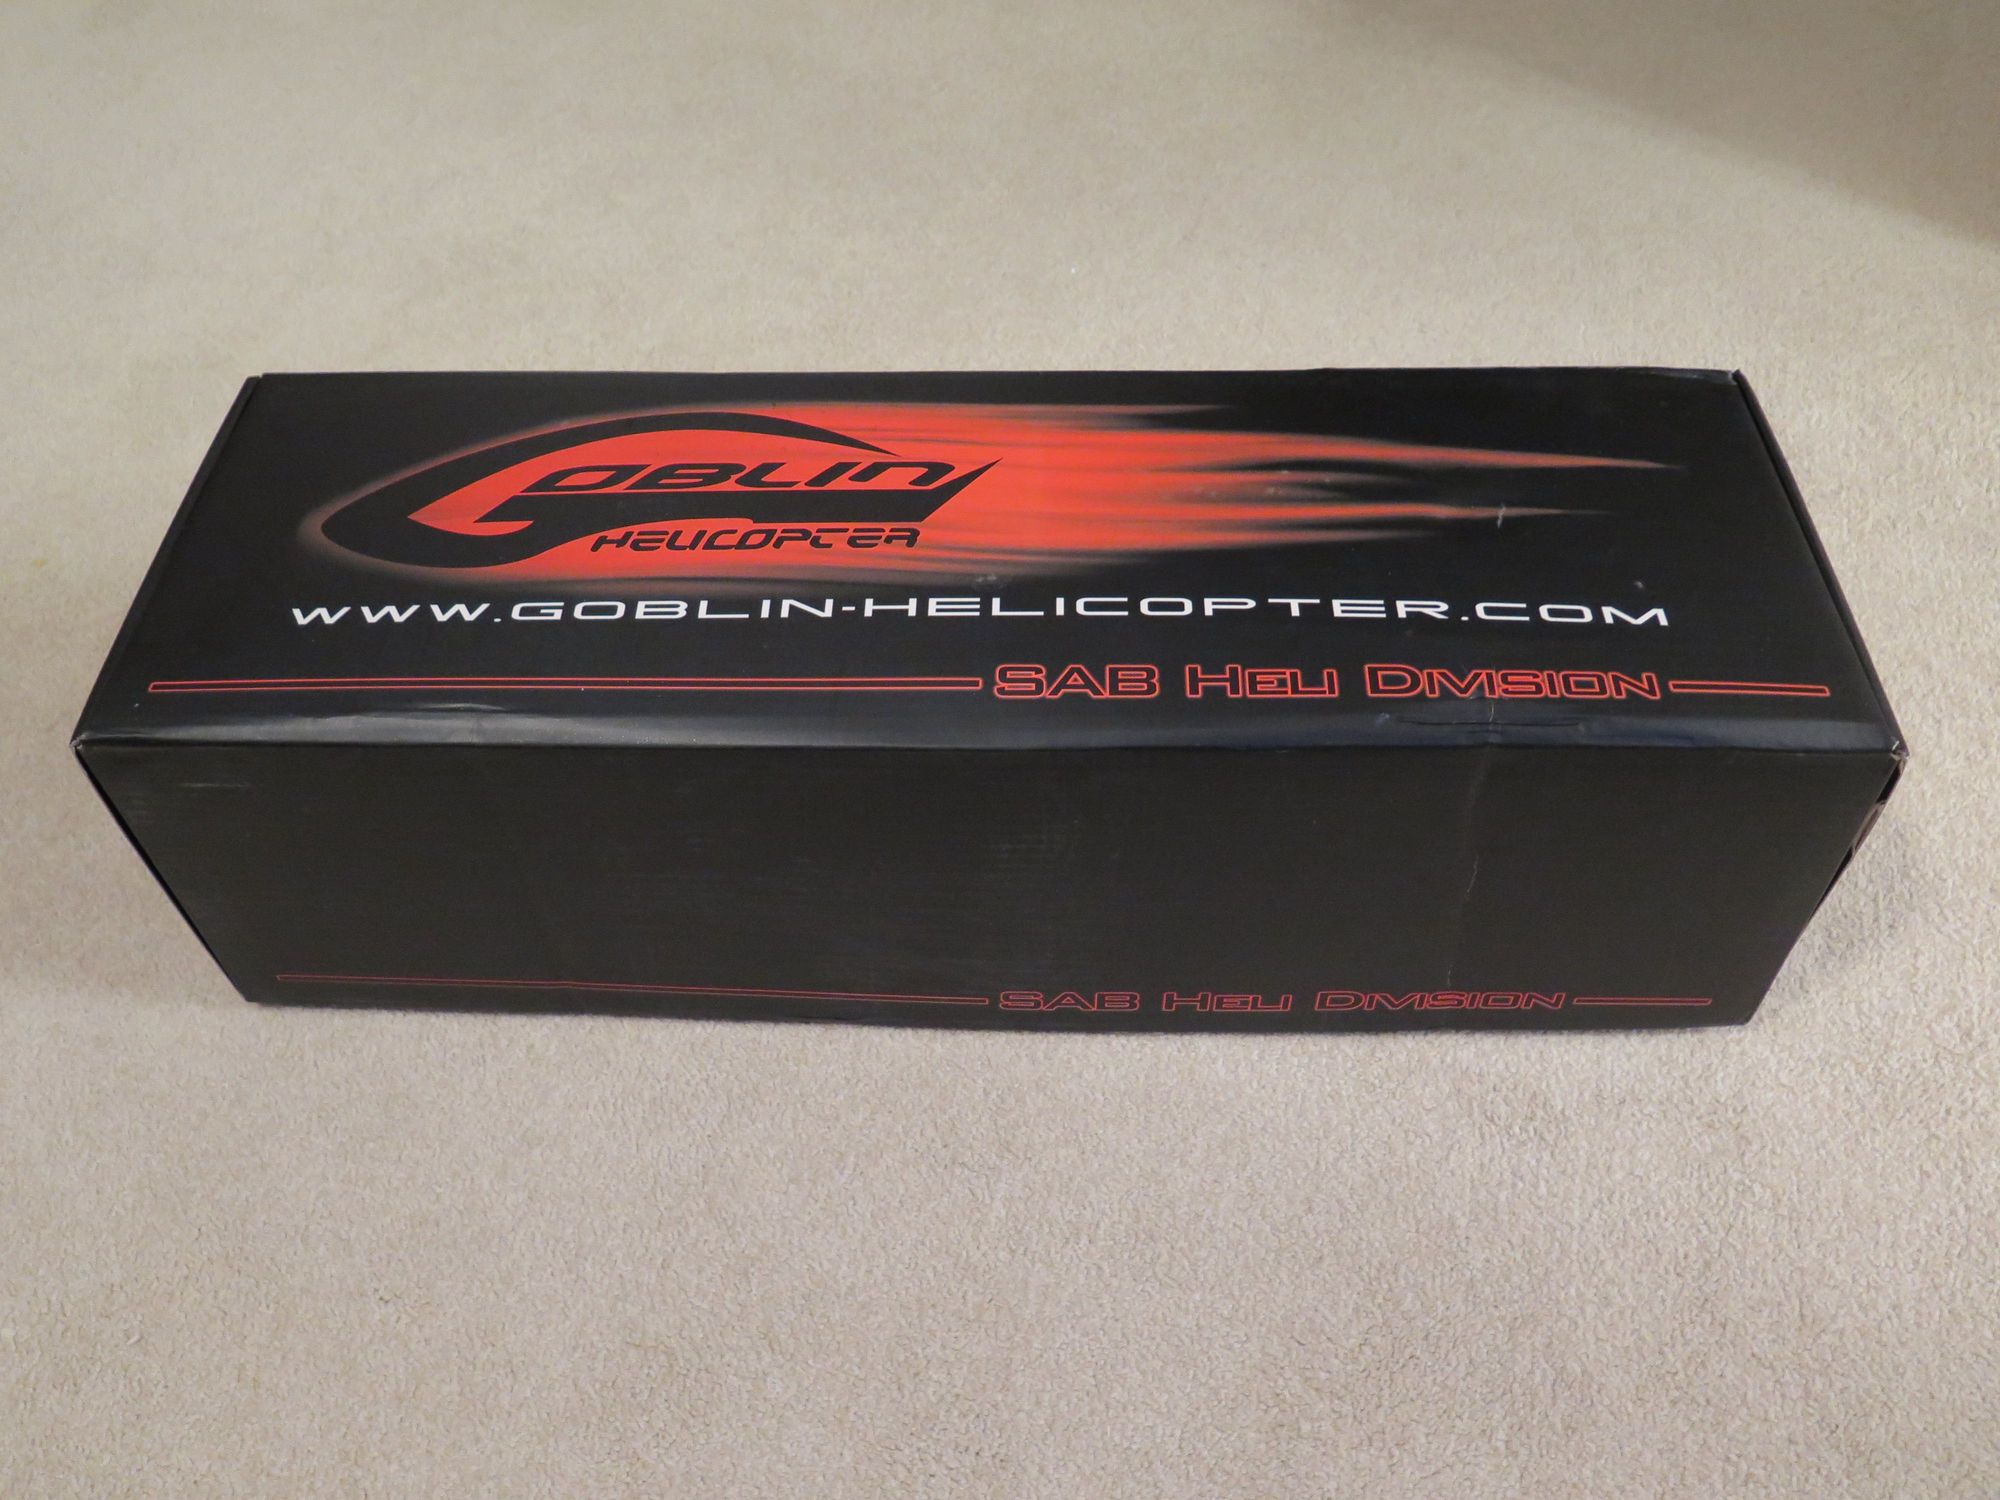 GOBLIN
HELICOPTER
WWW.GOBLIN-HELICOPTER.COM
SAB HELI DIVISION
SAB HELI DIVISION